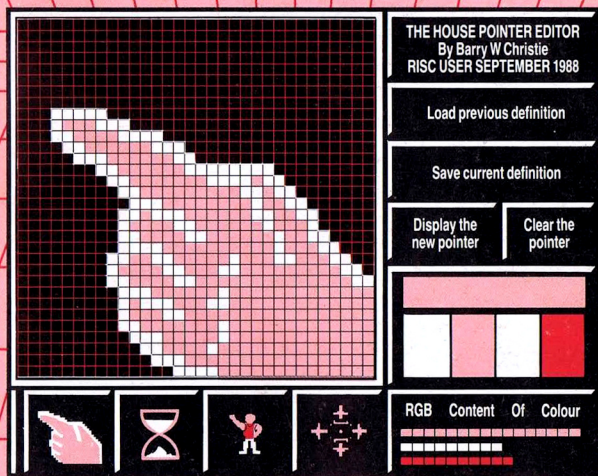 THE HOUSE POINTER EDITOR
By Barry W Christie
RISC USER SEPTEMBER 1988
Load previous definition
Save current definition
Display the
new pointer
Clear the
pointer
RGB Content Of Colour